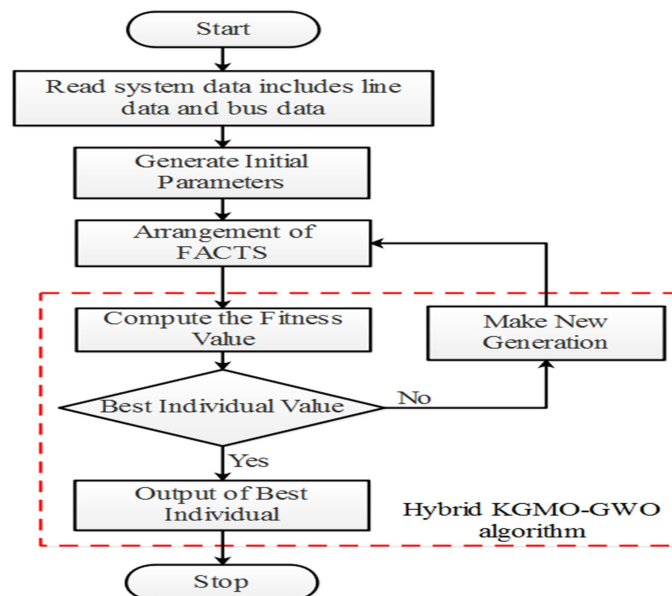 Start
Read system data includes line
data and bus data
Generate Initial
Parameters
Arrangement of
FACTS
Compute the Fitness
Value
Make New
Generation
Best Individual Value
No
Yes
Output of Best
Individual
Hybrid KGMO-GWO
algorithm
Stop